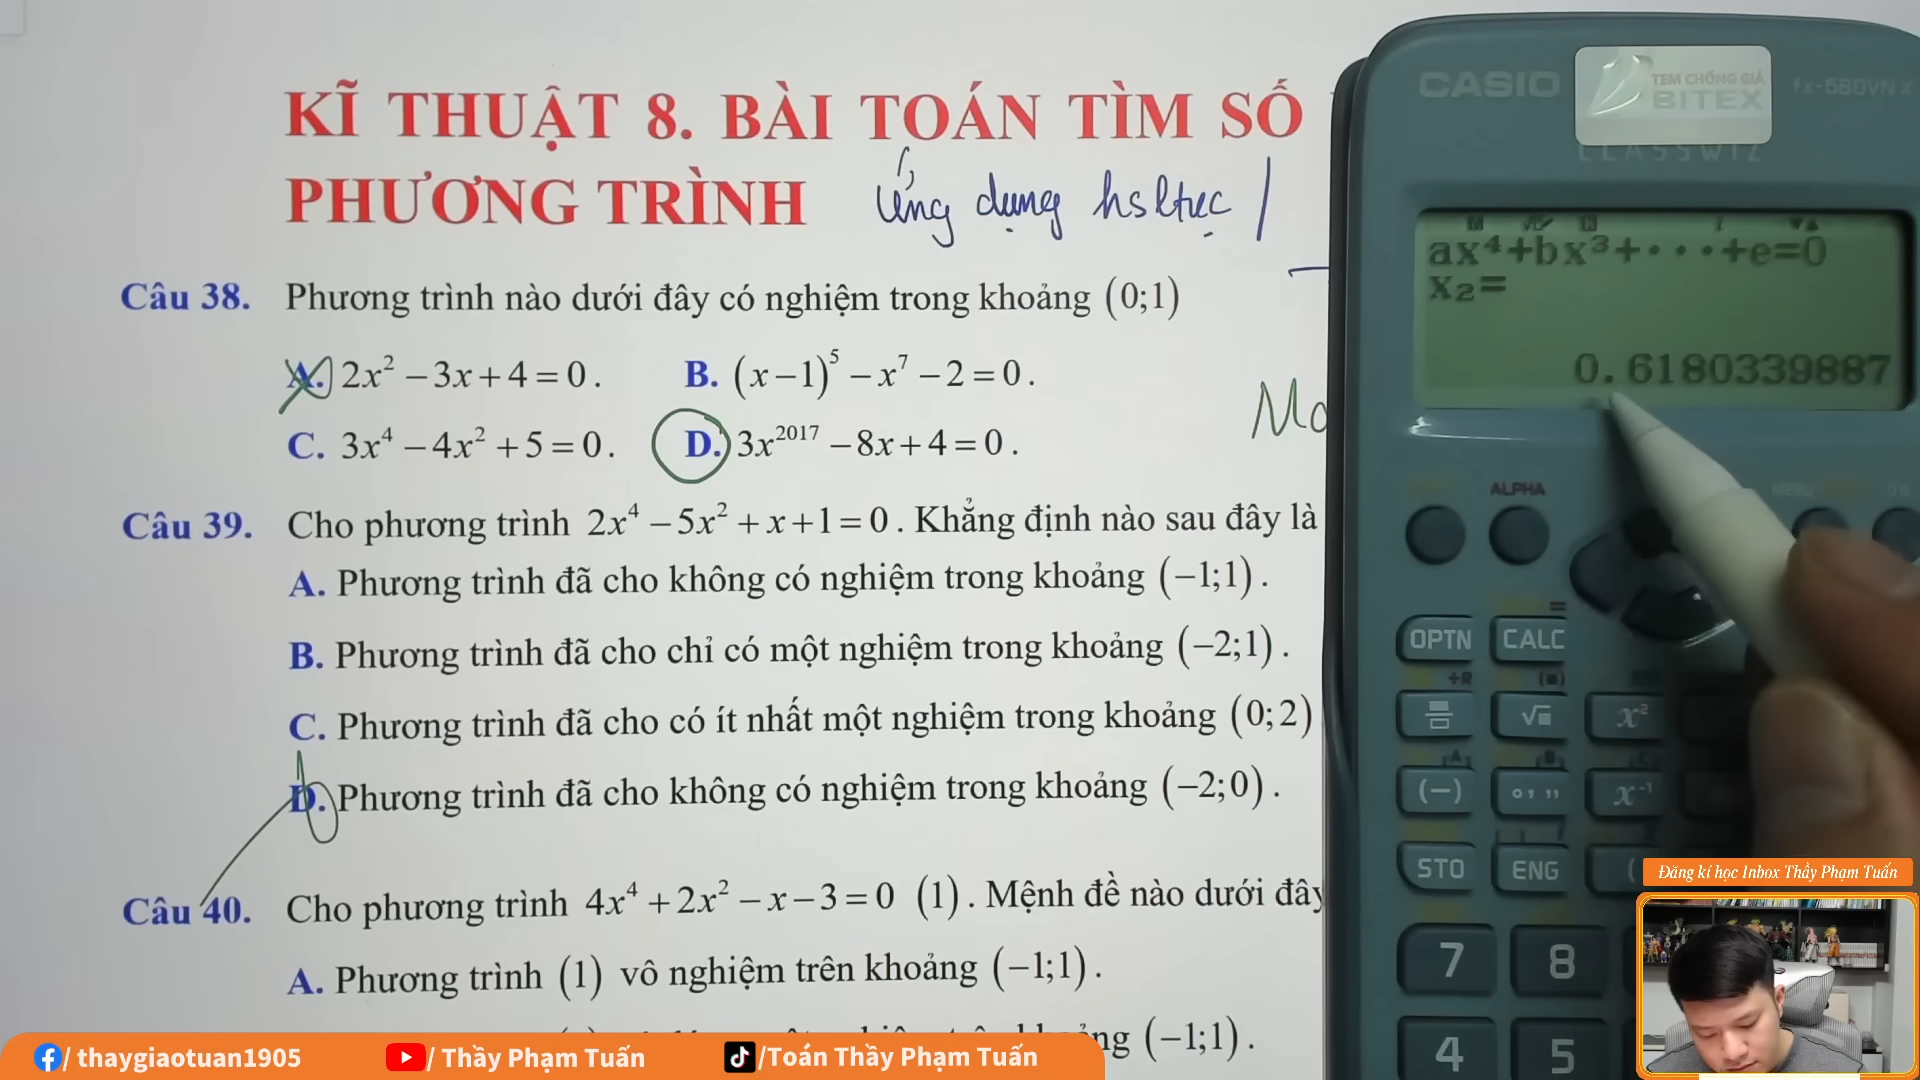 KĨ THUẬT 8. BÀI TOÁN TÌM SỐ
PHƯƠNG TRÌNH ứng dụng hsltục
Câu 38. Phương trình nào dưới đây có nghiệm trong khoảng (0;1)
A. 2x² − 3x + 4 = 0. B. (x − 1)⁵ − x⁷ − 2 = 0.
C. 3x⁴ − 4x² + 5 = 0. D. 3x²⁰¹⁷ − 8x + 4 = 0.
Câu 39. Cho phương trình 2x⁴ − 5x² + x + 1 = 0. Khẳng định nào sau đây là
A. Phương trình đã cho không có nghiệm trong khoảng (−1;1).
B. Phương trình đã cho chỉ có một nghiệm trong khoảng (−2;1).
C. Phương trình đã cho có ít nhất một nghiệm trong khoảng (0;2)
D. Phương trình đã cho không có nghiệm trong khoảng (−2;0).
Câu 40. Cho phương trình 4x⁴ + 2x² − x − 3 = 0 (1). Mệnh đề nào dưới đây
A. Phương trình (1) vô nghiệm trên khoảng (−1;1).
(−1;1).
CASIO
TEM CHỐNG GIẢ
BITEX
fx-580VN X
CLASSWIZ
ax⁴+bx³+···+e=0
x₂=
0.6180339887
ALPHA
OPTN CALC
x²
(−) x⁻¹
STO ENG (
7 8
4 5
Đăng kí học Inbox Thầy Phạm Tuấn
/ thaygiaotuan1905 / Thầy Phạm Tuấn /Toán Thầy Phạm Tuấn